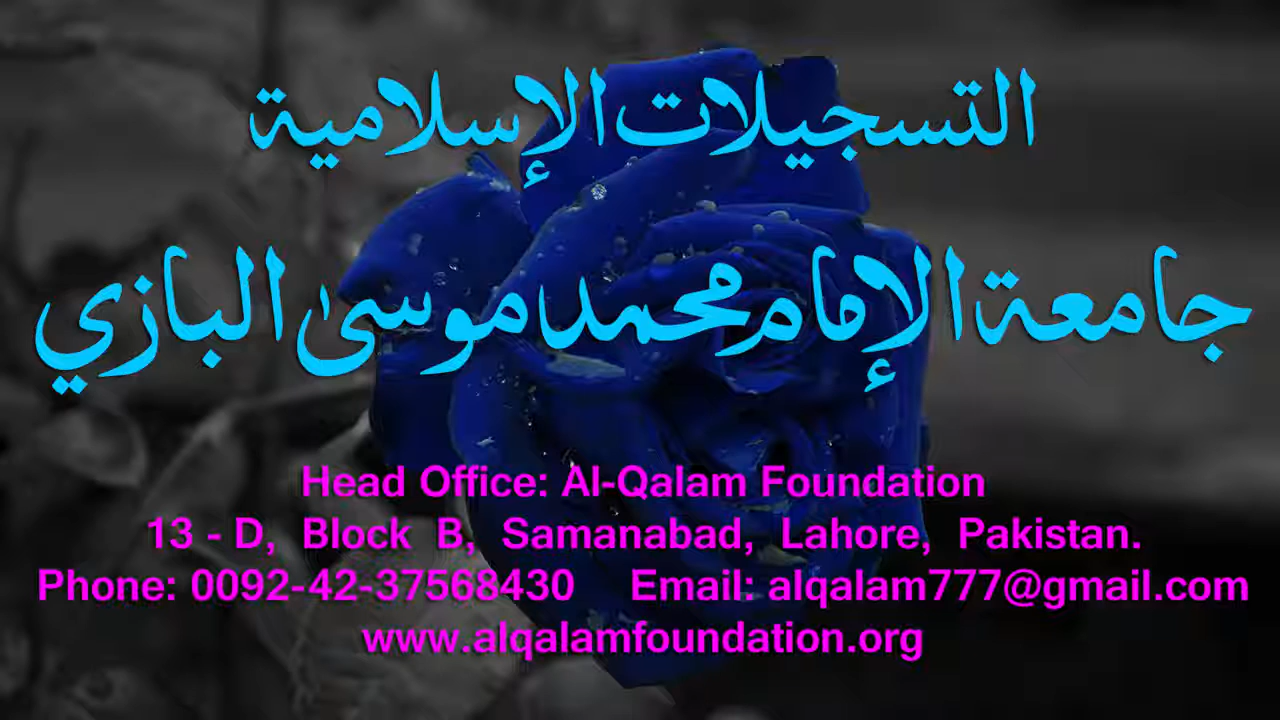 التسجيلات الإسلامية
جامعة الإمام محمد موسىٰ البازي
Head Office: Al-Qalam Foundation
13 - D, Block B, Samanabad, Lahore, Pakistan.
Phone: 0092-42-37568430 Email: alqalam777@gmail.com
www.alqalamfoundation.org